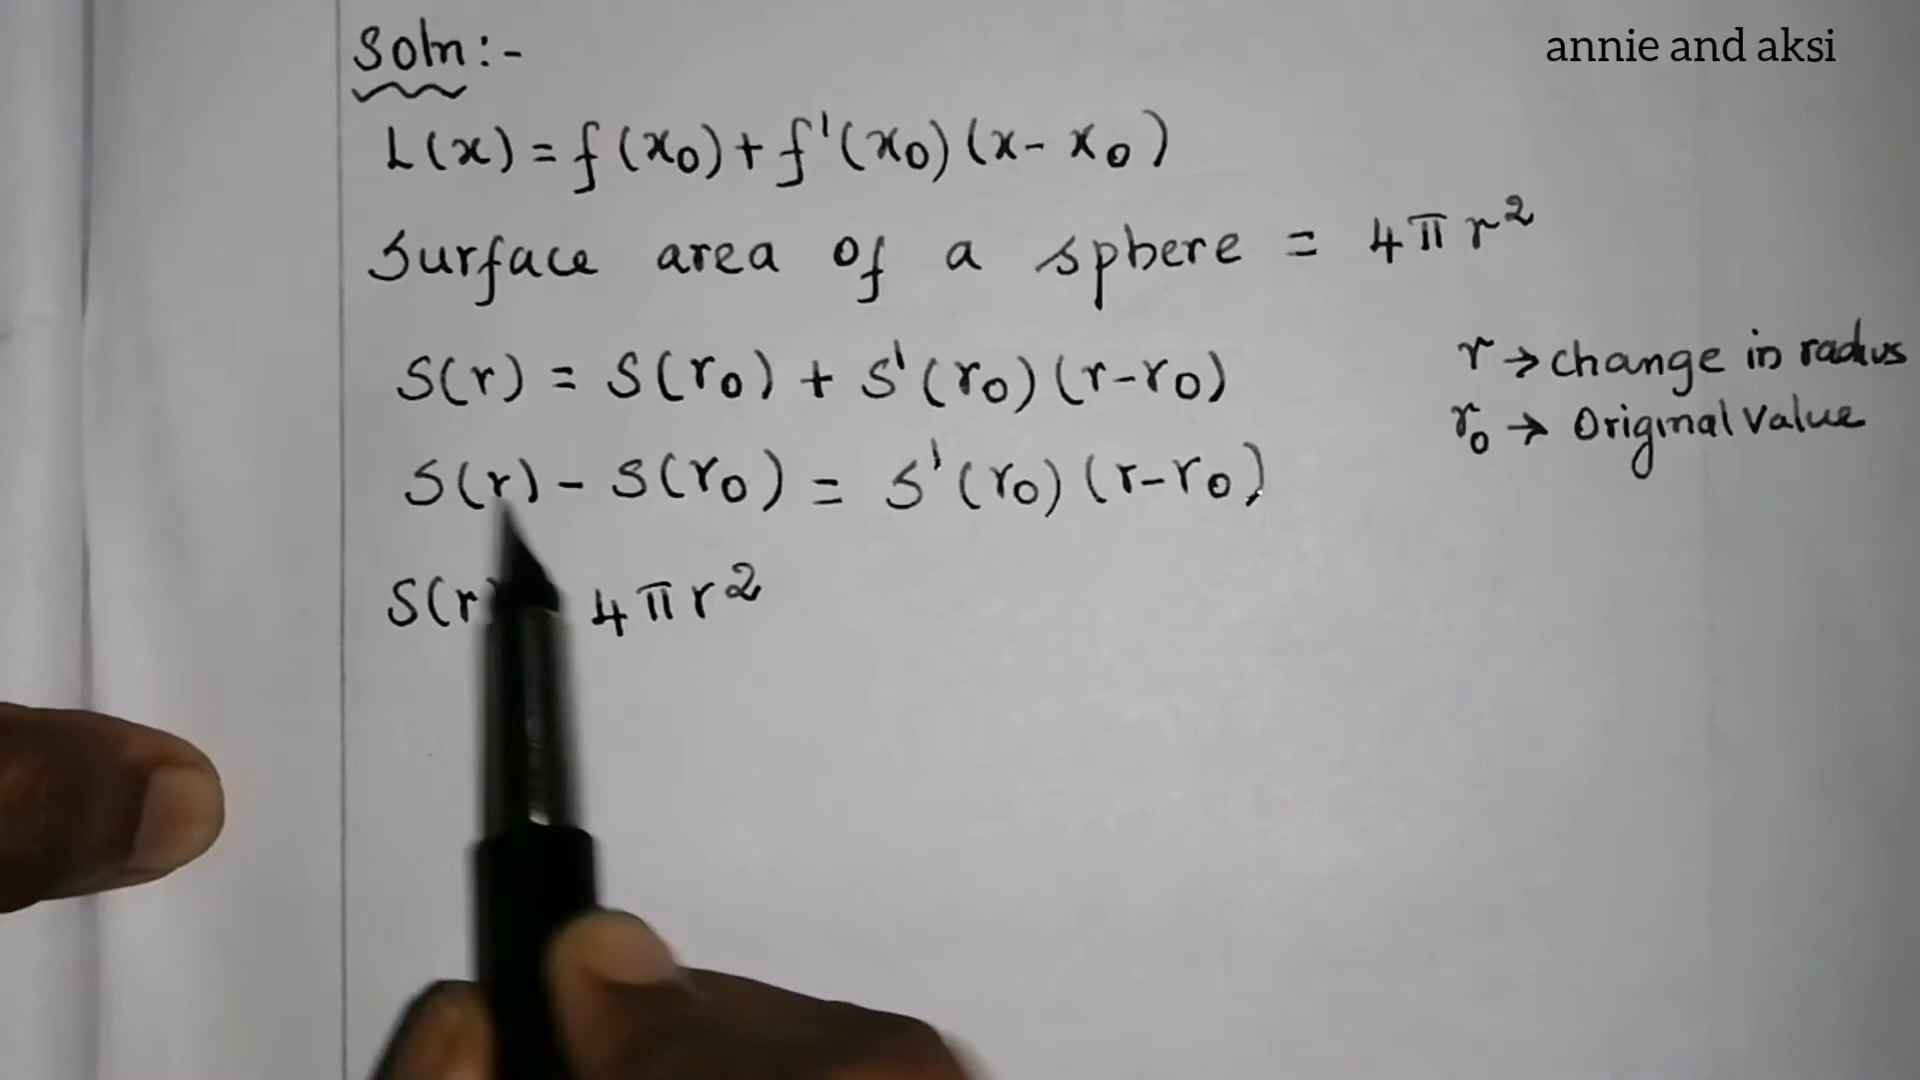 annie and aksi
Soln:-
L(x) = f(x₀) + f'(x₀)(x- x₀)
Surface area of a sphere = 4πr²
S(r) = S(r₀) + S'(r₀)(r-r₀)
r → change in radius
r₀ → Original value
S(r) - S(r₀) = S'(r₀)(r-r₀)
S(r 4πr²